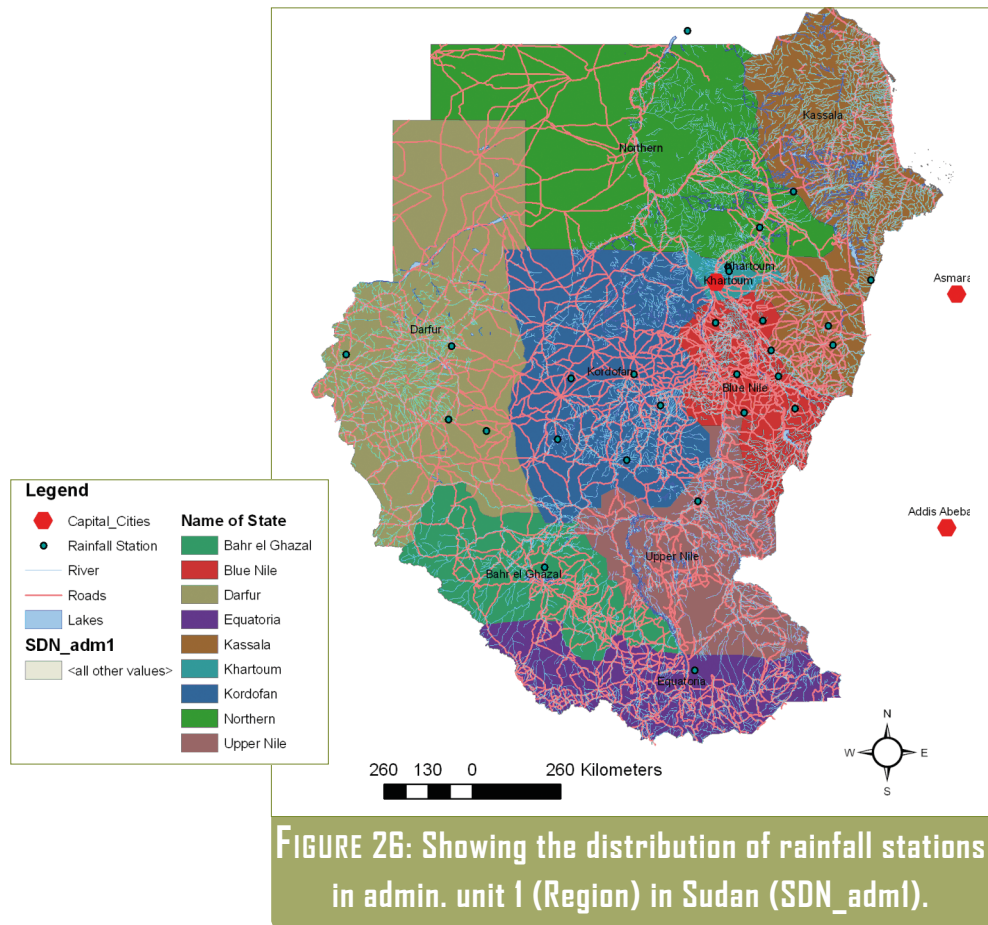 Kassala
Northern
Khartoum
Khartoum
Asmara
Darfur
Kordofan
Blue Nile
Addis Abeba
Upper Nile
Bahr el Ghazal
Equatoria
Legend
Capital_Cities
Rainfall Station
River
Roads
Lakes
SDN_adm1
<all other values>
Name of State
Bahr el Ghazal
Blue Nile
Darfur
Equatoria
Kassala
Khartoum
Kordofan
Northern
Upper Nile
N
W E
S
260 130 0 260 Kilometers
FIGURE 26: Showing the distribution of rainfall stations
in admin. unit 1 (Region) in Sudan (SDN_adm1).